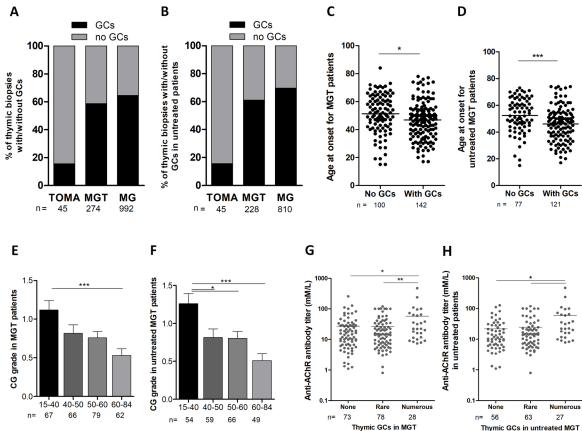 A
GCs
no GCs
% of thymic biopsies
with/without GCs
100
80
60
40
20
0
TOMA MGT MG
n = 45 274 992
B
GCs
no GCs
% of thymic biopsies with/without
GCs in untreated patients
100
80
60
40
20
0
TOMA MGT MG
n = 45 228 810
C
Age at onset for MGT patients
100
80
60
40
20
0
*
No GCs With GCs
n = 100 142
D
Age at onset for
untreated MGT patients
100
80
60
40
20
0
***
No GCs With GCs
n = 77 121
E
CG grade in MGT patients
1.5
1.0
0.5
0.0
***
15-40 40-50 50-60 60-84
n= 67 66 79 62
F
CG grade in untreated MGT patients
1.5
1.0
0.5
0.0
***
*
15-40 40-50 50-60 60-84
n= 54 59 66 49
G
Anti-AChR antibody titer (mM/L)
1000
100
10
1
0.1
*
**
None Rare Numerous
n= 73 78 28
Thymic GCs in MGT
H
Anti-AChR antibody titer (mM/L)
in untreated patients
1000
100
10
1
0.1
*
None Rare Numerous
n= 56 63 27
Thymic GCs in untreated MGT